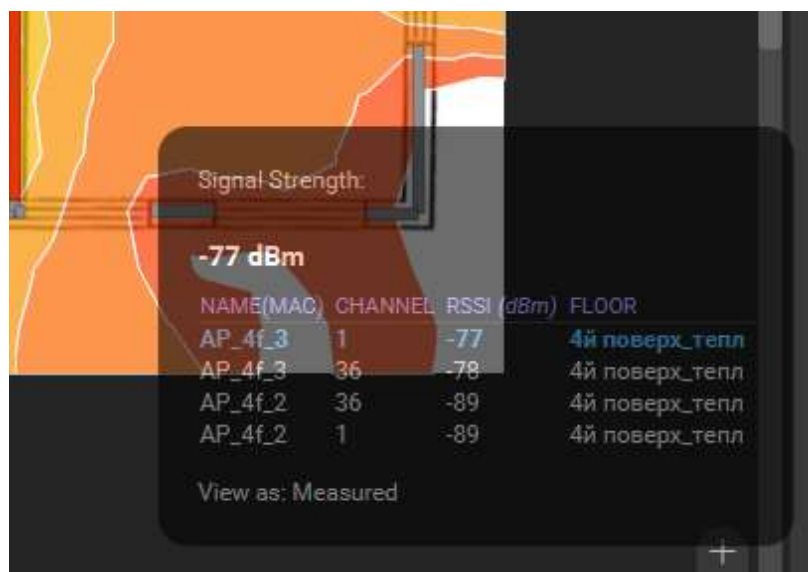 Signal Strength:
-77 dBm
NAME(MAC) CHANNEL RSSI (dBm) FLOOR
AP_4f_3 1 -77 4й поверх_тепл
AP_4f_3 36 -78 4й поверх_тепл
AP_4f_2 36 -89 4й поверх_тепл
AP_4f_2 1 -89 4й поверх_тепл
View as: Measured